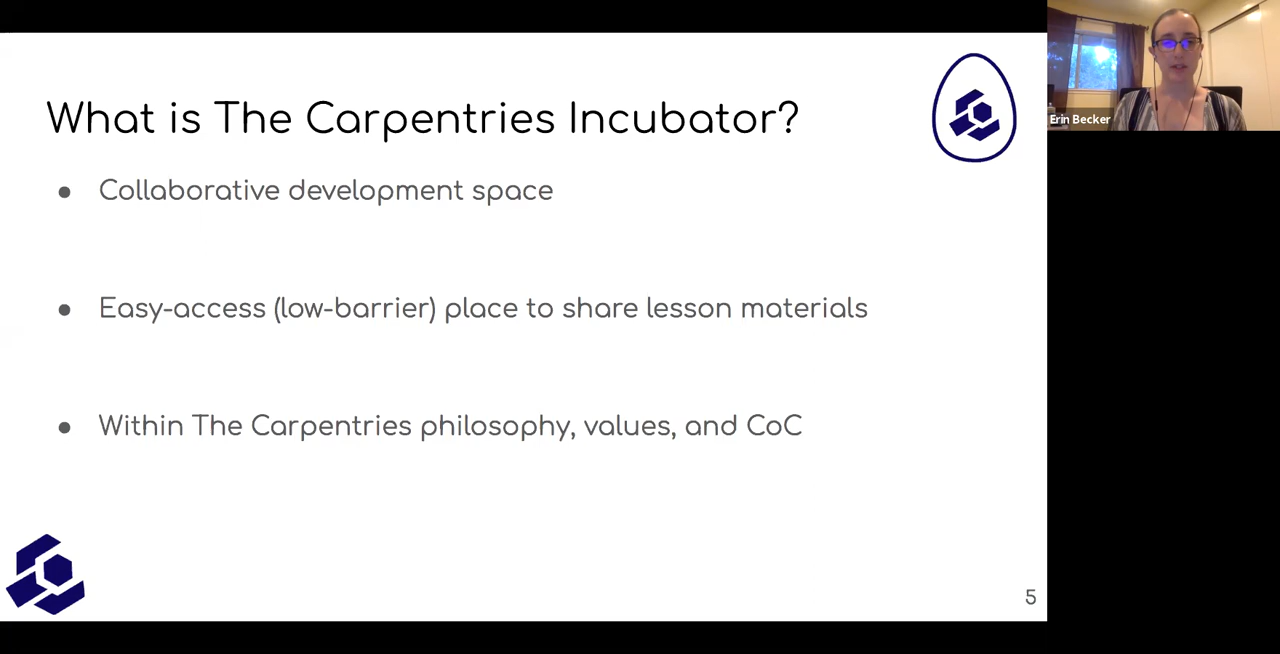 What is The Carpentries Incubator?
● Collaborative development space
● Easy-access (low-barrier) place to share lesson materials
● Within The Carpentries philosophy, values, and CoC
5
Erin Becker